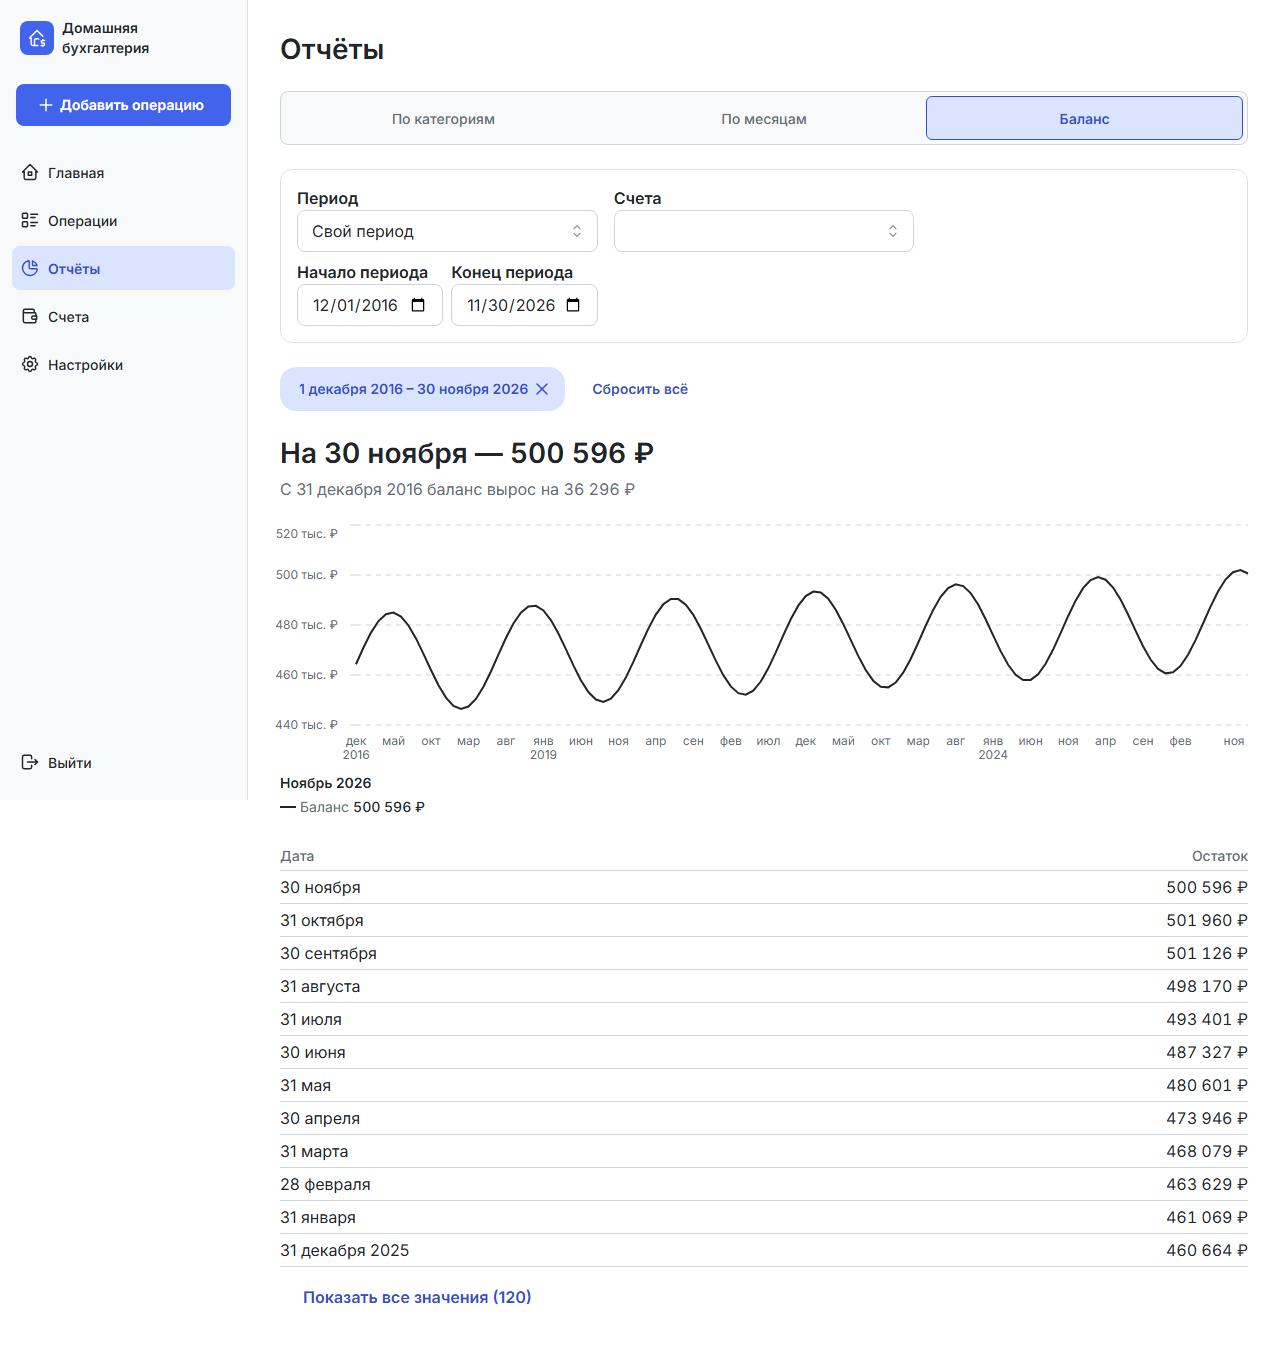 Домашняя
бухгалтерия
Добавить операцию
Главная
Операции
Отчёты
Счета
Настройки
Выйти
Отчёты
По категориям
По месяцам
Баланс
Период
Счета
Свой период
Начало периода
Конец периода
12/01/2016
11/30/2026
1 декабря 2016 – 30 ноября 2026
Сбросить всё
На 30 ноября — 500 596 ₽
С 31 декабря 2016 баланс вырос на 36 296 ₽
520 тыс. ₽
500 тыс. ₽
480 тыс. ₽
460 тыс. ₽
440 тыс. ₽
дек май окт мар авг янв июн ноя апр сен фев июл дек май окт мар авг янв июн ноя апр сен фев ноя
2016 2019 2024
Ноябрь 2026
Баланс 500 596 ₽
Дата Остаток
30 ноября 500 596 ₽
31 октября 501 960 ₽
30 сентября 501 126 ₽
31 августа 498 170 ₽
31 июля 493 401 ₽
30 июня 487 327 ₽
31 мая 480 601 ₽
30 апреля 473 946 ₽
31 марта 468 079 ₽
28 февраля 463 629 ₽
31 января 461 069 ₽
31 декабря 2025 460 664 ₽
Показать все значения (120)